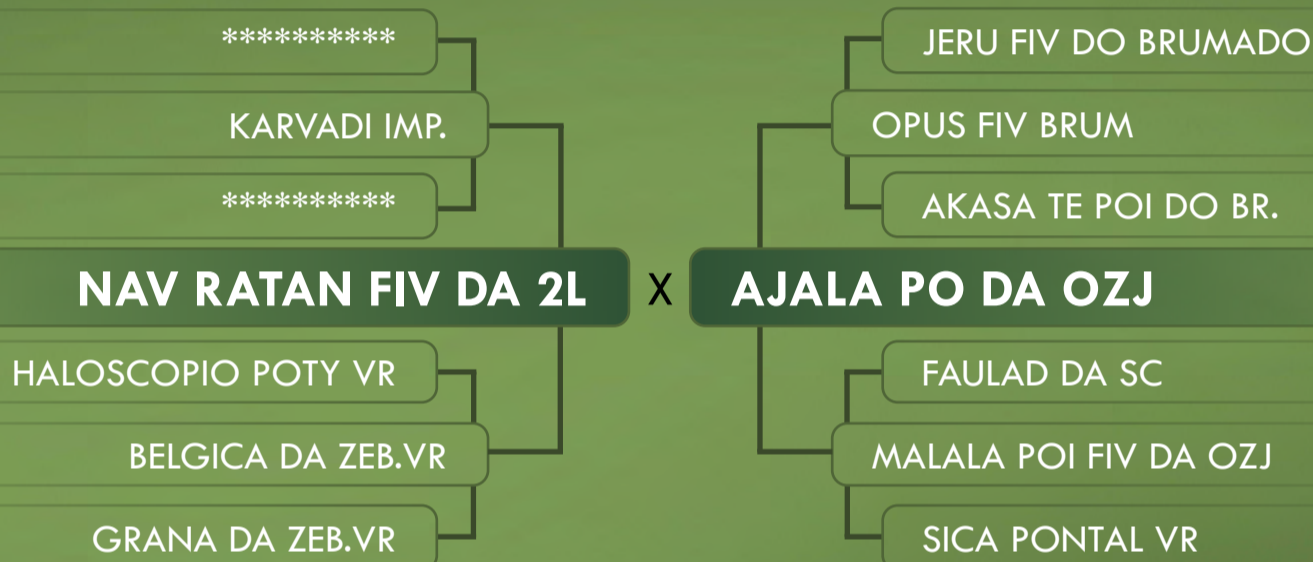 **********
KARVADI IMP.
**********
NAV RATAN FIV DA 2L
HALOSCOPIO POTY VR
BELGICA DA ZEB.VR
GRANA DA ZEB.VR
X
JERU FIV DO BRUMADO
OPUS FIV BRUM
AKASA TE POI DO BR.
AJALA PO DA OZJ
FAULAD DA SC
MALALA POI FIV DA OZJ
SICA PONTAL VR